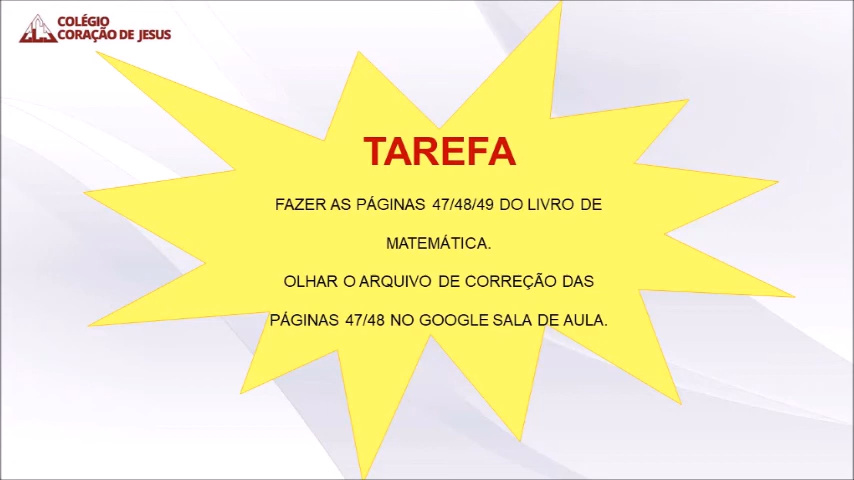 COLÉGIO
CORAÇÃO DE JESUS
TAREFA
FAZER AS PÁGINAS 47/48/49 DO LIVRO DE
MATEMÁTICA.
OLHAR O ARQUIVO DE CORREÇÃO DAS
PÁGINAS 47/48 NO GOOGLE SALA DE AULA.